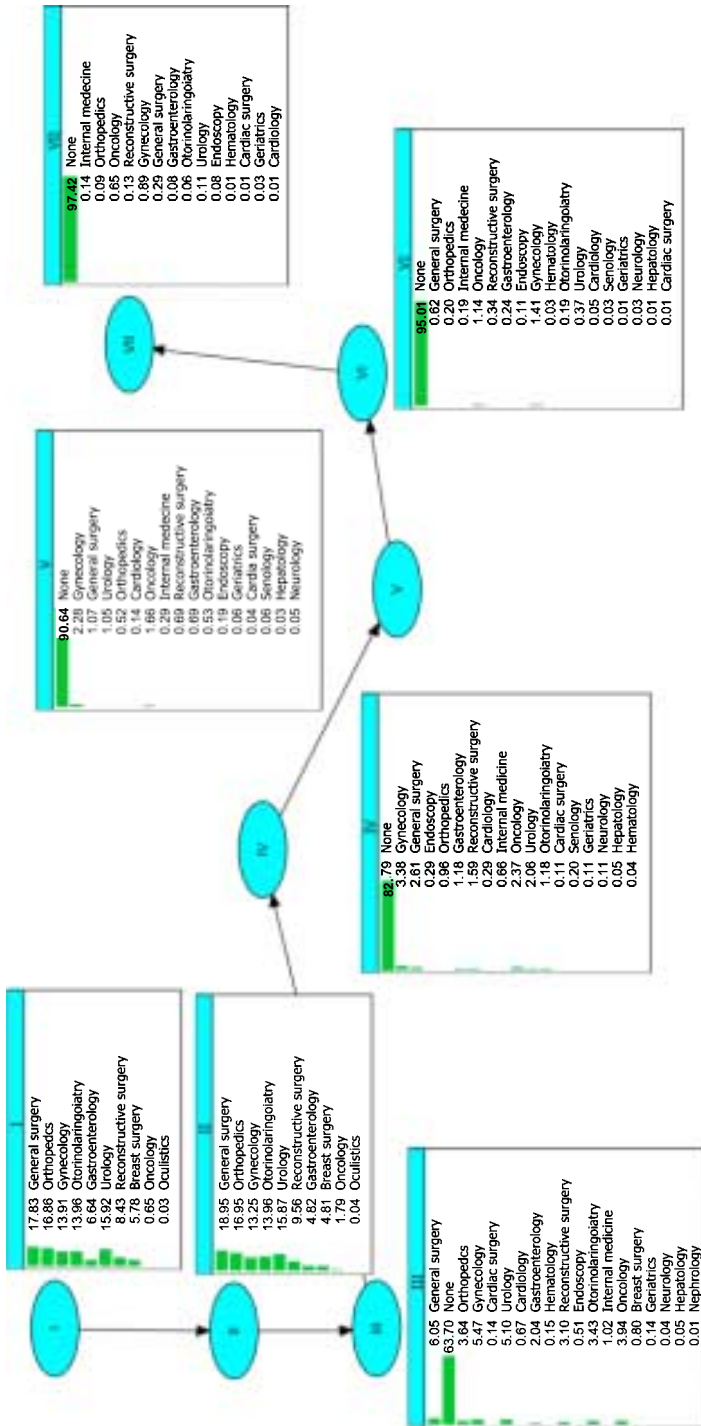 I
17.83 General surgery
16.86 Orthopedcs
13.91 Gynecology
13.96 Otorinolaringoiatry
6.64 Gastroenterology
15.92 Urology
8.43 Reconstructive surgery
5.78 Breast surgery
0.65 Oncology
0.03 Oculistics
II
18.95 General surgery
16.95 Orthopedics
13.25 Gynecology
13.96 Otorinolaringoiatry
15.87 Urology
9.56 Reconstructive surgery
4.82 Gastroenterology
4.81 Breast surgery
1.79 Oncology
0.04 Oculistics
III
6.05 General surgery
63.70 None
3.64 Orthopedcs
5.47 Gynecology
0.14 Cardiac surgery
5.10 Urology
0.67 Cardiology
2.04 Gastroenterology
0.15 Hematology
3.10 Reconstructive surgery
0.51 Endoscopy
3.43 Otorinolaringoiatry
1.02 Internal medicine
3.94 Oncology
0.80 Breast surgery
0.14 Geriatrics
0.04 Neurology
0.05 Hepatology
0.01 Nephrology
I
II
III
IV
V
VI
VII
IV
82.79 None
3.38 Gynecology
2.61 General surgery
0.29 Endoscopy
0.96 Orthopedics
1.18 Gastroenterology
1.59 Reconstructive surgery
0.29 Cardiology
0.66 Internal medicine
2.37 Oncology
2.06 Urology
1.18 Otorinolaringoiatry
0.11 Cardiac surgery
0.20 Senology
0.11 Geriatrics
0.11 Neurology
0.05 Hepatology
0.04 Hematology
V
90.64 None
2.28 Gynecology
1.07 General surgery
1.05 Urology
0.52 Orthopedics
0.14 Cardiology
1.66 Oncology
0.29 Internal medecine
0.69 Reconstructive surgery
0.69 Gastroenterology
0.53 Otorinolaringoiatry
0.19 Endoscopy
0.06 Geriatrics
0.04 Cardia surgery
0.06 Senology
0.03 Hepatology
0.05 Neurology
VI
95.01 None
0.62 General surgery
0.20 Orthopedics
0.19 Internal medecine
1.14 Oncology
0.34 Reconstructive surgery
0.24 Gastroenterology
0.11 Endoscopy
1.41 Gynecology
0.03 Hematology
0.19 Otorinolaringoiatry
0.37 Urology
0.05 Cardiology
0.03 Senology
0.01 Geriatrics
0.03 Neurology
0.01 Hepatology
0.01 Cardiac surgery
VII
97.42 None
0.14 Internal medecine
0.09 Orthopedics
0.65 Oncology
0.13 Reconstructive surgery
0.89 Gynecology
0.29 General surgery
0.08 Gastroenterology
0.06 Otorinolaringoiatry
0.11 Urology
0.08 Endoscopy
0.01 Hematology
0.01 Cardiac surgery
0.03 Geriatrics
0.01 Cardiology